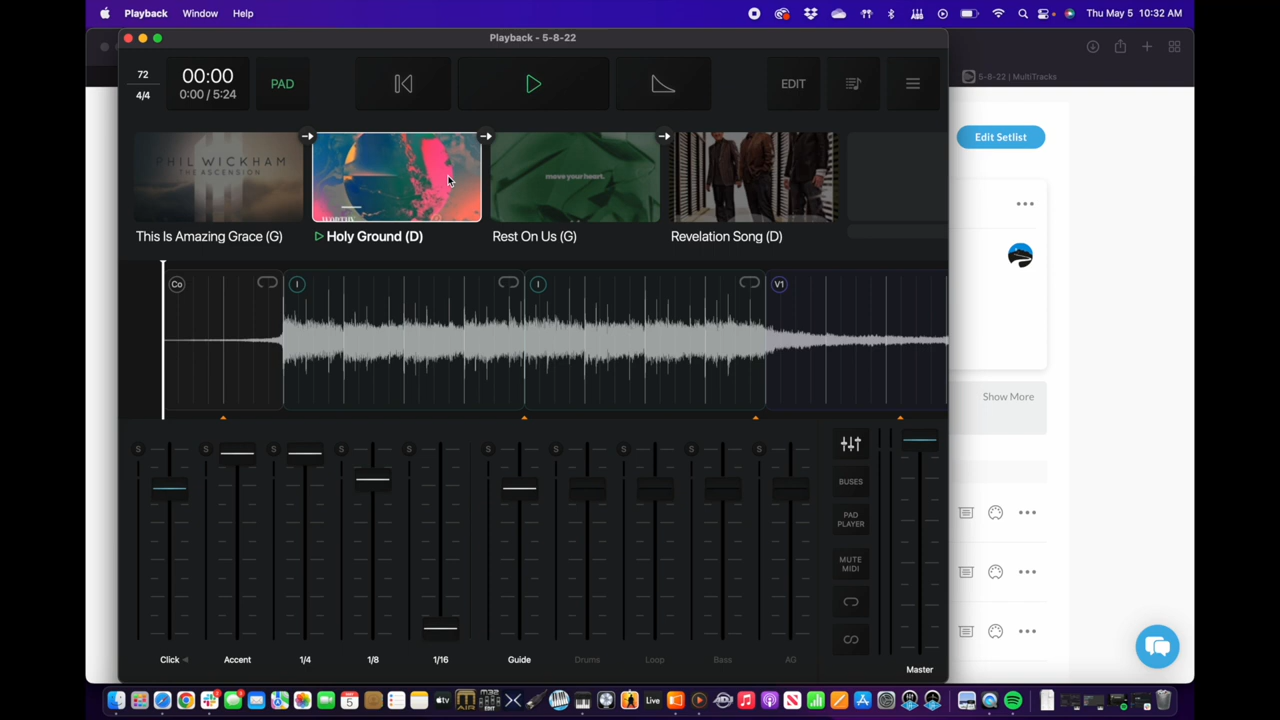 Playback Window Help
Thu May 5 10:32 AM
Playback - 5-8-22
5-8-22 | MultiTracks
72
4/4
00:00
0:00 / 5:24
PAD
EDIT
Edit Setlist
PHIL WICKHAM
THE ASCENSION
WORTHY
move your heart.
This Is Amazing Grace (G)
Holy Ground (D)
Rest On Us (G)
Revelation Song (D)
Co
I
I
V1
Show More
S S S S S S S S S S
BUSES
PAD
PLAYER
MUTE
MIDI
Click
Accent
1/4
1/8
1/16
Guide
Drums
Loop
Bass
AG
Master
Live